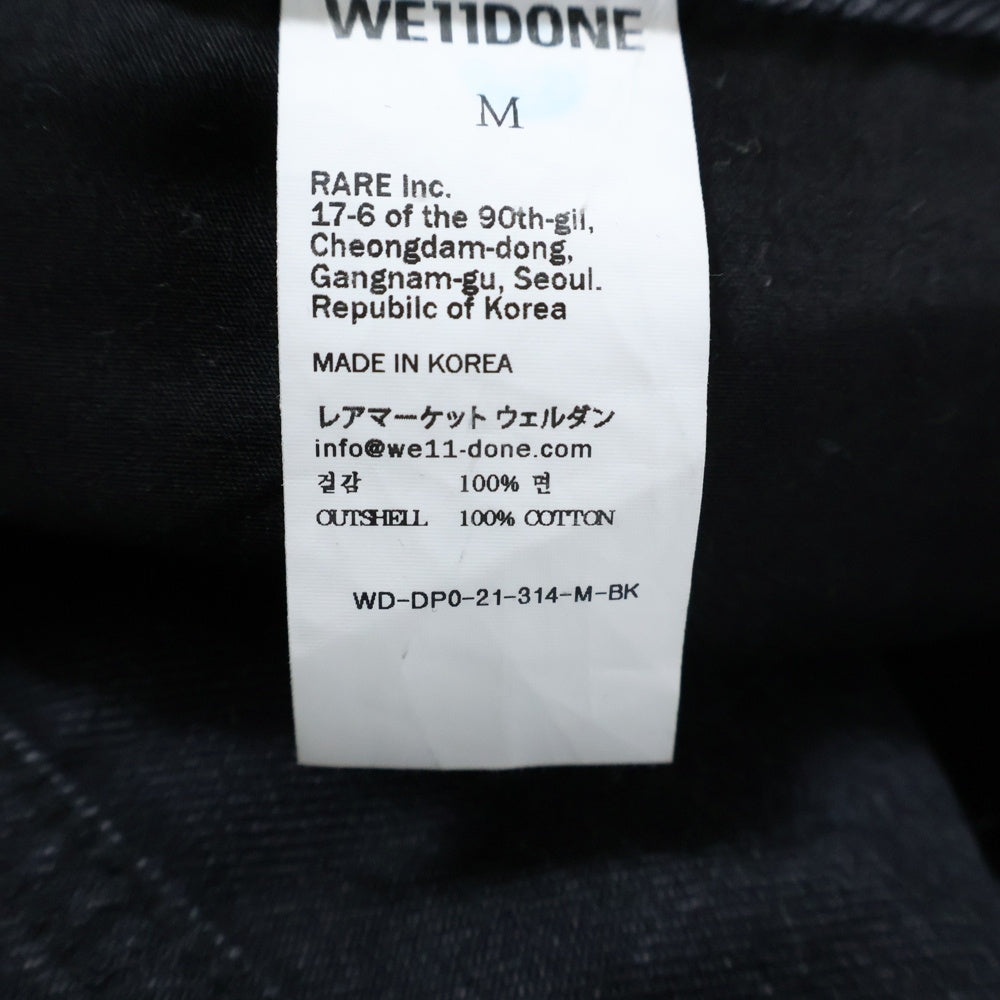 WE11DONE
M
RARE Inc.
17-6 of the 90th-gil,
Cheongdam-dong,
Gangnam-gu, Seoul.
Repubilc of Korea
MADE IN KOREA
レアマーケット ウェルダン
info@we11-done.com
겉감 100% 면
OUTSHELL 100% COTTON
WD-DP0-21-314-M-BK